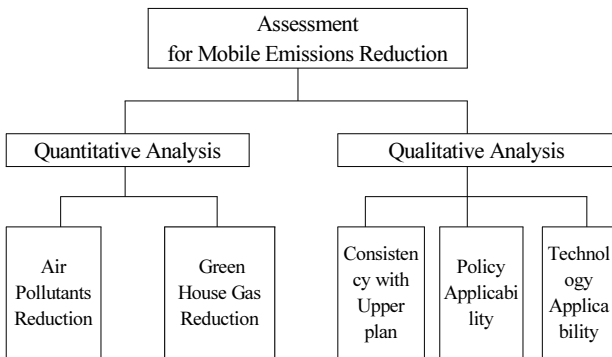 Assessment
for Mobile Emissions Reduction
Quantitative Analysis
Qualitative Analysis
Air
Pollutants
Reduction
Green
House Gas
Reduction
Consisten
cy with
Upper
plan
Policy
Applicabi
lity
Technol
ogy
Applica
bility